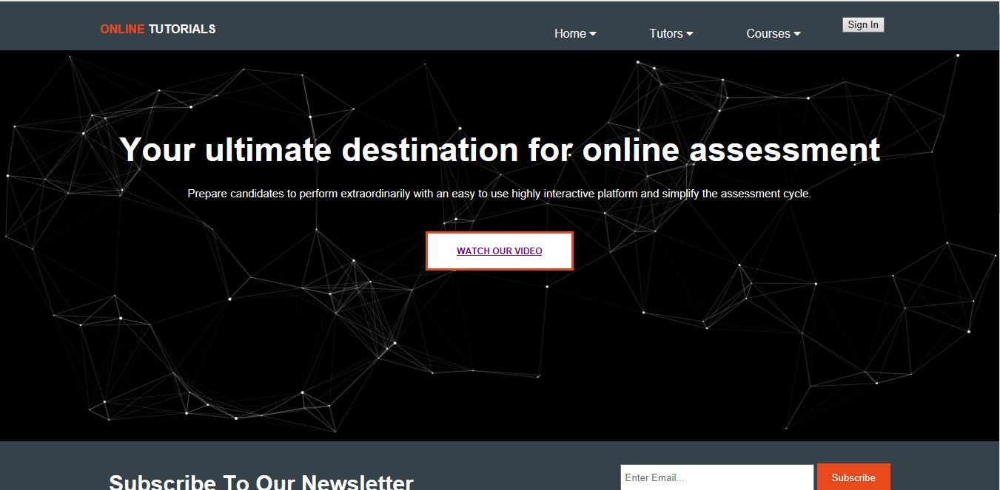 ONLINE TUTORIALS
Home
Tutors
Courses
Sign In
Your ultimate destination for online assessment
Prepare candidates to perform extraordinarily with an easy to use highly interactive platform and simplify the assessment cycle.
WATCH OUR VIDEO
Subscribe To Our Newsletter
Enter Email...
Subscribe